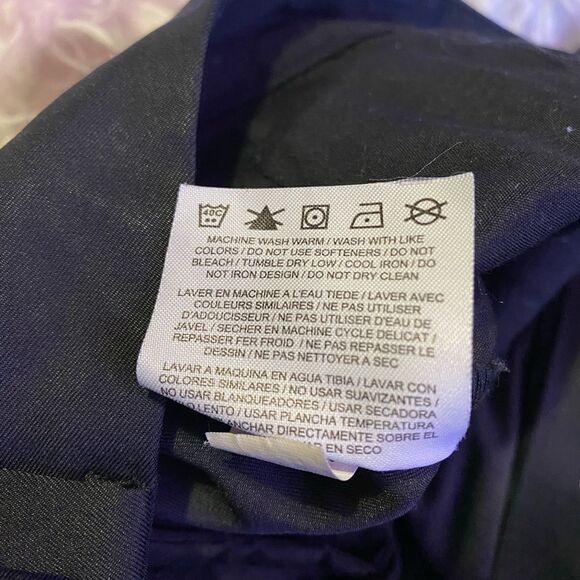 40C
MACHINE WASH WARM / WASH WITH LIKE
COLORS / DO NOT USE SOFTENERS / DO NOT
BLEACH / TUMBLE DRY LOW / COOL IRON / DO
NOT IRON DESIGN / DO NOT DRY CLEAN
LAVER EN MACHINE A L'EAU TIEDE / LAVER AVEC
COULEURS SIMILAIRES / NE PAS UTILISER
D'ADOUCISSEUR / NE PAS UTILISER D'EAU DE
JAVEL / SECHER EN MACHINE CYCLE DELICAT /
REPASSER FER FROID / NE PAS REPASSER LE
DESSIN / NE PAS NETTOYER A SEC
LAVAR A MAQUINA EN AGUA TIBIA / LAVAR CON
COLORES SIMILARES / NO USAR SUAVIZANTES /
NO USAR BLANQUEADORES / USAR SECADORA
LO LENTO / USAR PLANCHA TEMPERATURA
ANCHAR DIRECTAMENTE SOBRE EL
AR EN SECO